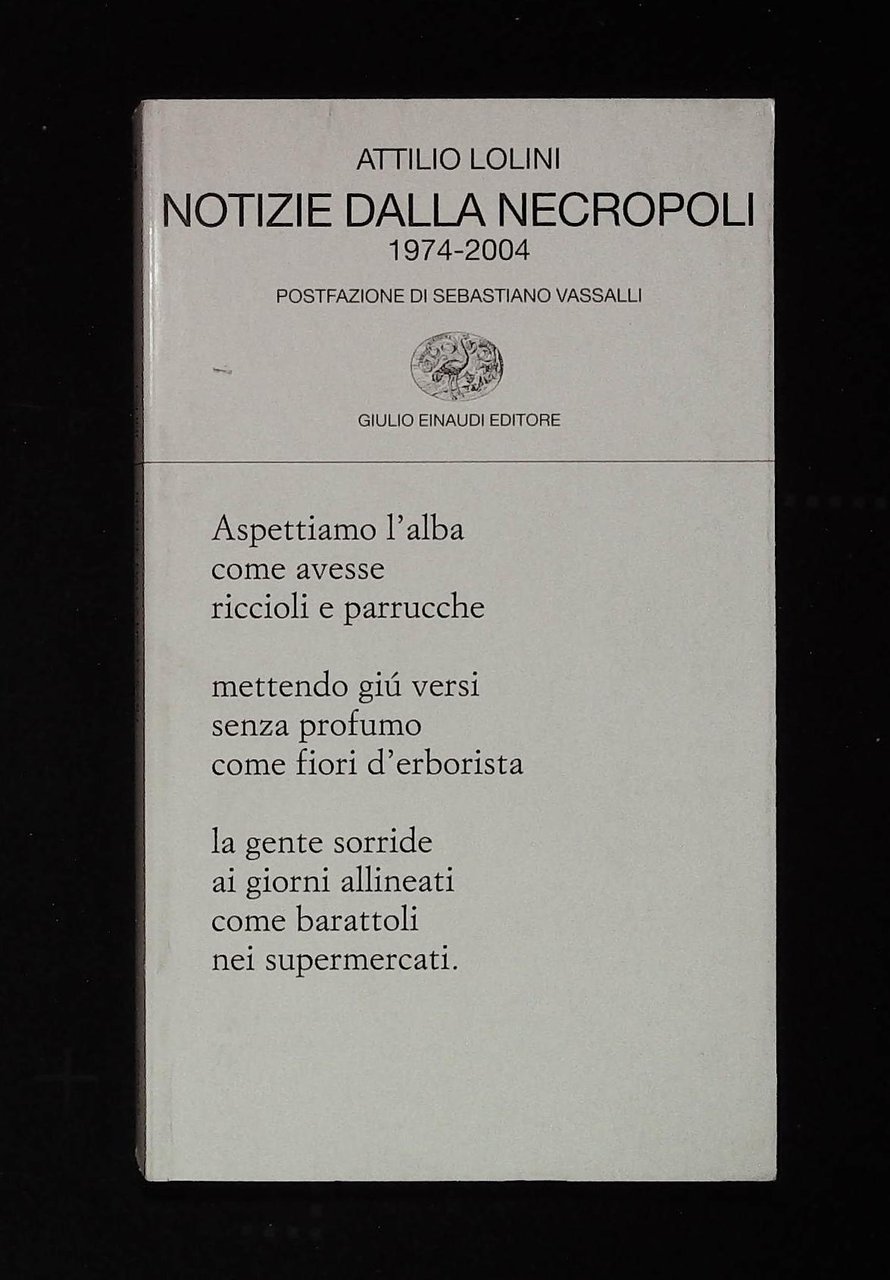 ATTILIO LOLINI
NOTIZIE DALLA NECROPOLI
1974-2004
POSTFAZIONE DI SEBASTIANO VASSALLI
GIULIO EINAUDI EDITORE
Aspettiamo l’alba
come avesse
riccioli e parrucche
mettendo giú versi
senza profumo
come fiori d’erborista
la gente sorride
ai giorni allineati
come barattoli
nei supermercati.